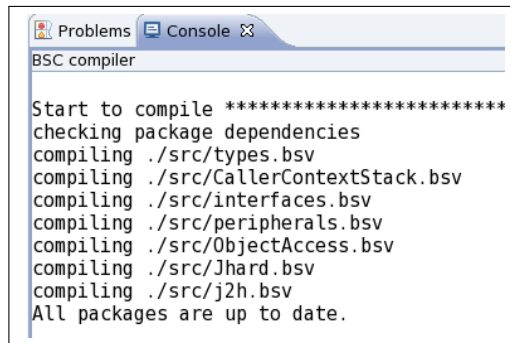 Problems Console
BSC compiler
Start to compile *************************
checking package dependencies
compiling ./src/types.bsv
compiling ./src/CallerContextStack.bsv
compiling ./src/interfaces.bsv
compiling ./src/peripherals.bsv
compiling ./src/ObjectAccess.bsv
compiling ./src/Jhard.bsv
compiling ./src/j2h.bsv
All packages are up to date.